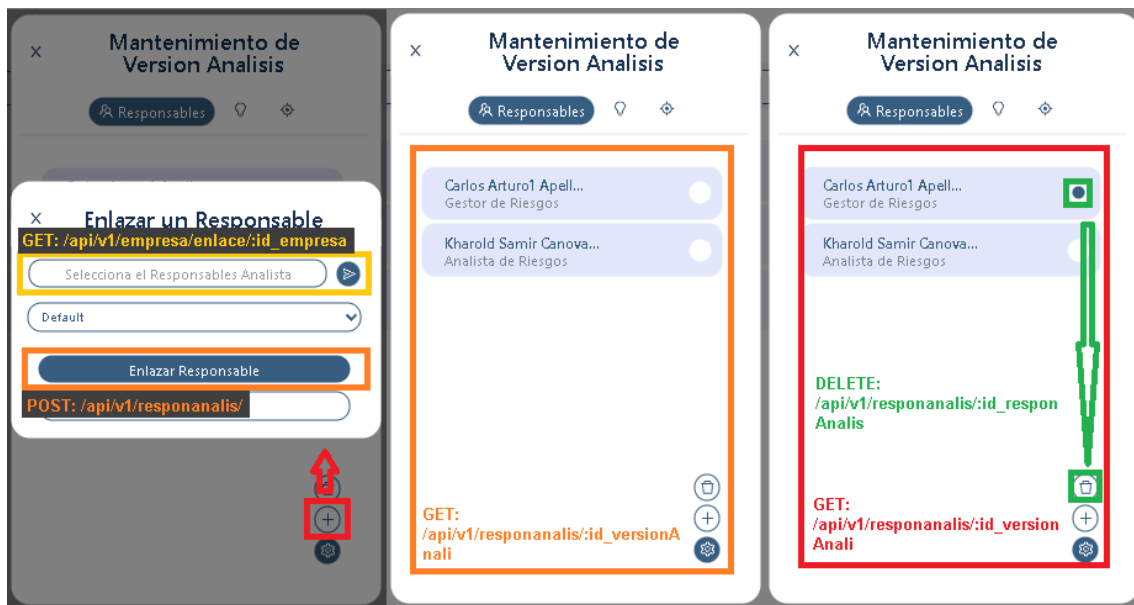 Mantenimiento de
Version Analisis
Responsables
Enlazar un Responsable
GET: /api/v1/empresa/enlace/:id_empresa
Selecciona el Responsables Analista
Default
Enlazar Responsable
POST: /api/v1/responanalis/
Mantenimiento de
Version Analisis
Responsables
Carlos Arturo1 Apell...
Gestor de Riesgos
Kharold Samir Canova...
Analista de Riesgos
GET:
/api/v1/responanalis/:id_versionA
nali
Mantenimiento de
Version Analisis
Responsables
Carlos Arturo1 Apell...
Gestor de Riesgos
Kharold Samir Canova...
Analista de Riesgos
DELETE:
/api/v1/responanalis/:id_respon
Analis
GET:
/api/v1/responanalis/:id_version
Anali